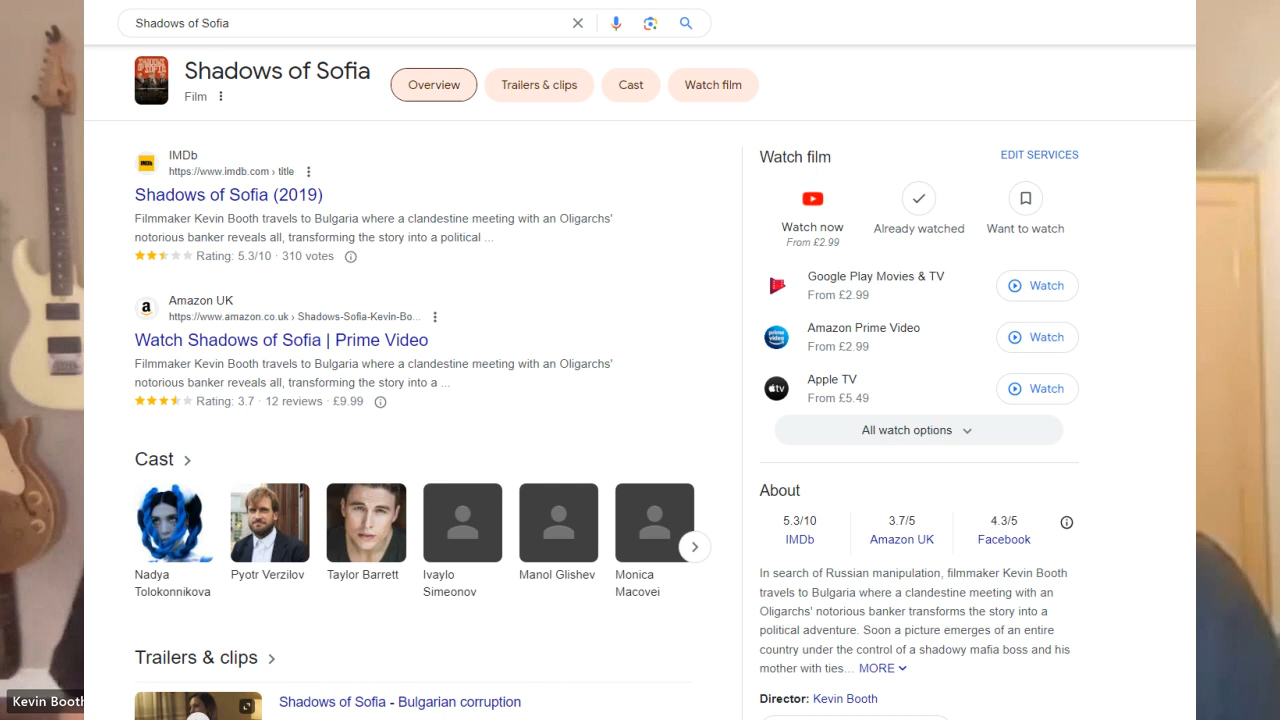 Shadows of Sofia
Shadows of Sofia
Film
Overview
Trailers & clips
Cast
Watch film
IMDb
https://www.imdb.com › title
Shadows of Sofia (2019)
Filmmaker Kevin Booth travels to Bulgaria where a clandestine meeting with an Oligarchs'
notorious banker reveals all, transforming the story into a political ...
Rating: 5.3/10 · 310 votes
Amazon UK
https://www.amazon.co.uk › Shadows-Sofia-Kevin-Bo...
Watch Shadows of Sofia | Prime Video
Filmmaker Kevin Booth travels to Bulgaria where a clandestine meeting with an Oligarchs'
notorious banker reveals all, transforming the story into a ...
Rating: 3.7 · 12 reviews · £9.99
Cast
Nadya
Tolokonnikova
Pyotr Verzilov
Taylor Barrett
Ivaylo
Simeonov
Manol Glishev
Monica
Macovei
Trailers & clips
Shadows of Sofia - Bulgarian corruption
Watch film
EDIT SERVICES
Watch now
From £2.99
Already watched
Want to watch
Google Play Movies & TV
From £2.99
Watch
prime
video
Amazon Prime Video
From £2.99
Watch
tv
Apple TV
From £5.49
Watch
All watch options
About
5.3/10
IMDb
3.7/5
Amazon UK
4.3/5
Facebook
In search of Russian manipulation, filmmaker Kevin Booth
travels to Bulgaria where a clandestine meeting with an
Oligarchs' notorious banker transforms the story into a
political adventure. Soon a picture emerges of an entire
country under the control of a shadowy mafia boss and his
mother with ties... MORE
Director: Kevin Booth
Kevin Booth